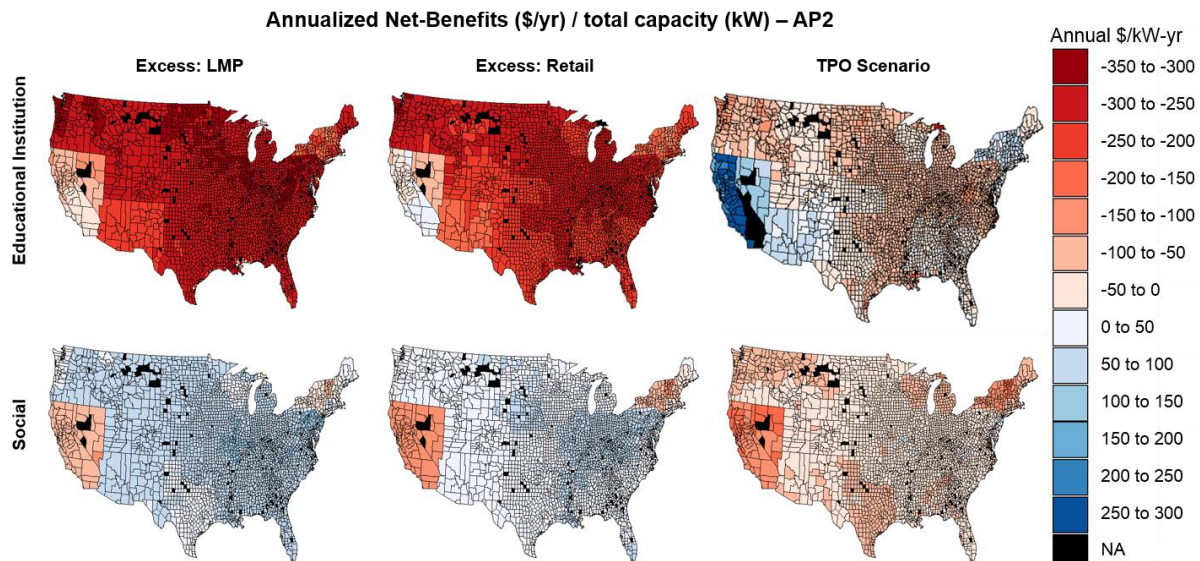 Annualized Net-Benefits ($/yr) / total capacity (kW) – AP2
Excess: LMP
Excess: Retail
TPO Scenario
Annual $/kW-yr
Educational Institution
Social
-350 to -300
-300 to -250
-250 to -200
-200 to -150
-150 to -100
-100 to -50
-50 to 0
0 to 50
50 to 100
100 to 150
150 to 200
200 to 250
250 to 300
NA